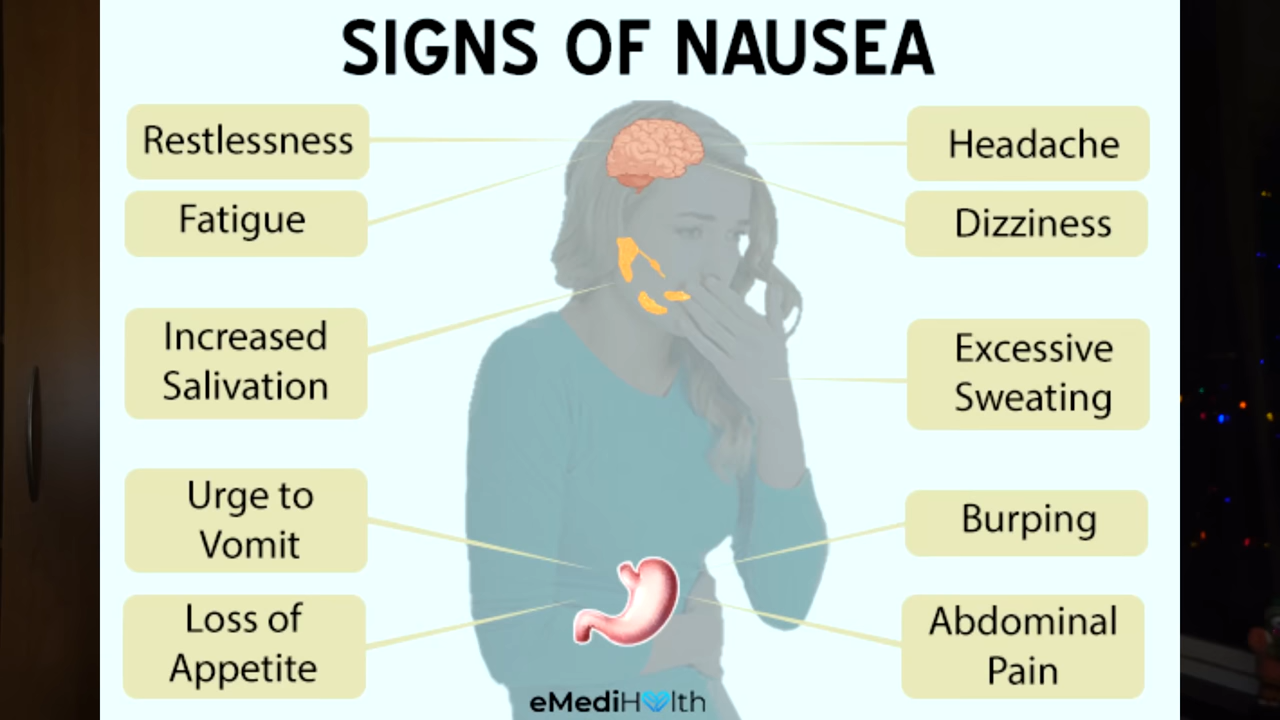 SIGNS OF NAUSEA
Restlessness
Headache
Fatigue
Dizziness
Increased
Salivation
Excessive
Sweating
Urge to
Vomit
Burping
Loss of
Appetite
Abdominal
Pain
eMediHealth